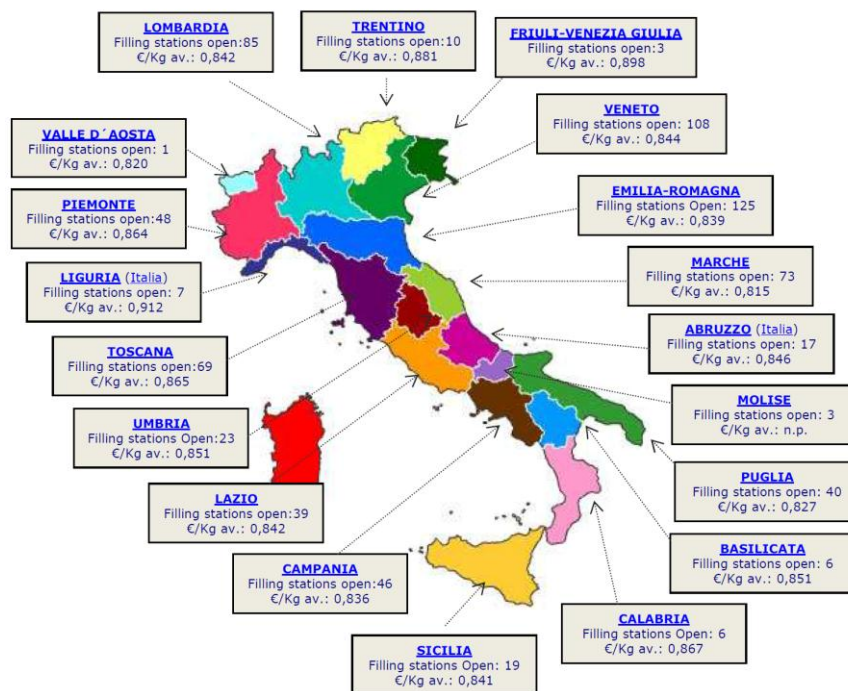 LOMBARDIA
Filling stations open:85
€/Kg av.: 0,842
TRENTINO
Filling stations open:10
€/Kg av.: 0,881
FRIULI-VENEZIA GIULIA
Filling stations open:3
€/Kg av.: 0,898
VENETO
Filling stations open: 108
€/Kg av.: 0,844
VALLE D´AOSTA
Filling stations open: 1
€/Kg av.: 0,820
EMILIA-ROMAGNA
Filling stations Open: 125
€/Kg av.: 0,839
PIEMONTE
Filling stations open:48
€/Kg av.: 0,864
MARCHE
Filling stations open: 73
€/Kg av.: 0,815
LIGURIA (Italia)
Filling stations open: 7
€/Kg av.: 0,912
ABRUZZO (Italia)
Filling stations open: 17
€/Kg av.: 0,846
TOSCANA
Filling stations open:69
€/Kg av.: 0,865
MOLISE
Filling stations open: 3
€/Kg av.: n.p.
UMBRIA
Filling stations Open:23
€/Kg av.: 0,851
PUGLIA
Filling stations open: 40
€/Kg av.: 0,827
LAZIO
Filling stations open:39
€/Kg av.: 0,842
BASILICATA
Filling stations open: 6
€/Kg av.: 0,851
CAMPANIA
Filling stations open:46
€/Kg av.: 0,836
CALABRIA
Filling stations Open: 6
€/Kg av.: 0,867
SICILIA
Filling stations Open: 19
€/Kg av.: 0,841